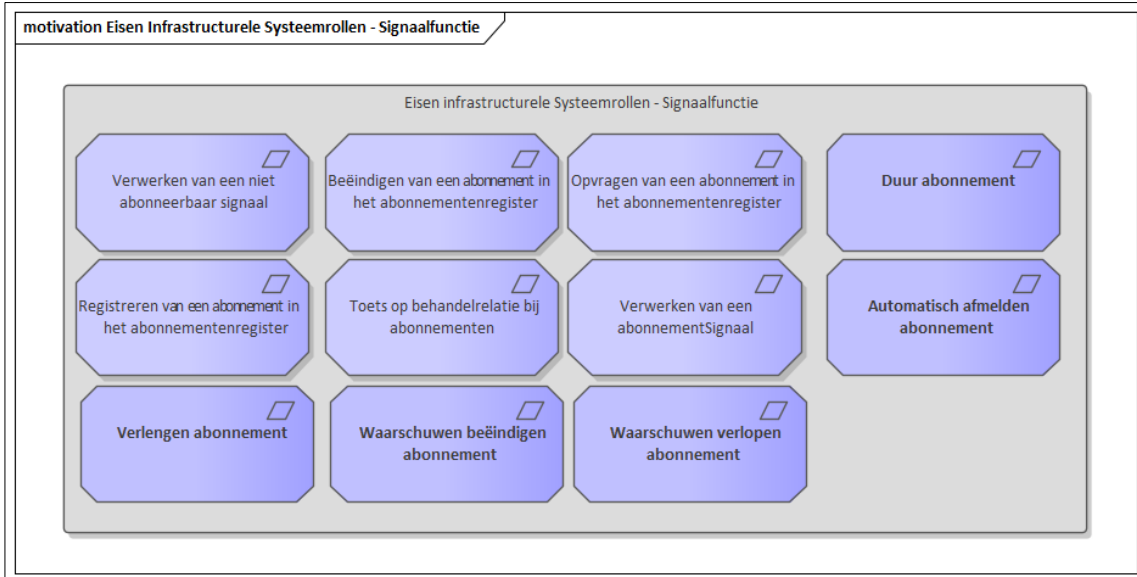 motivation Eisen Infrastructurele Systeemrollen - Signaalfunctie
Eisen infrastructurele Systeemrollen - Signaalfunctie
Verwerken van een niet
abonneerbaar signaal
Beëindigen van een abonnement in
het abonnementenregister
Opvragen van een abonnement in
het abonnementenregister
Duur abonnement
Registreren van een abonnement in
het abonnementenregister
Toets op behandelrelatie bij
abonnementen
Verwerken van een
abonnementSignaal
Automatisch afmelden
abonnement
Verlengen abonnement
Waarschuwen beëindigen
abonnement
Waarschuwen verlopen
abonnement